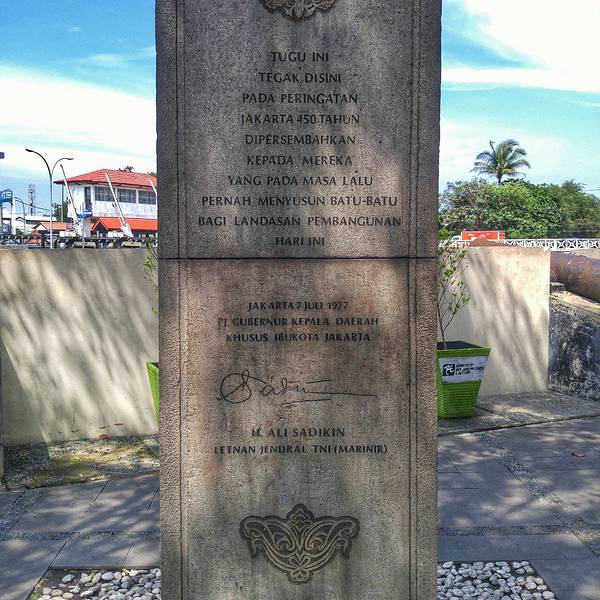 TUGU INI
TEGAK DISINI
PADA PERINGATAN
JAKARTA 450 TAHUN
DIPERSEMBAHKAN
KEPADA MEREKA
YANG PADA MASA LALU
PERNAH MENYUSUN BATU-BATU
BAGI LANDASAN PEMBANGUNAN
HARI INI
JAKARTA 7 JULI 1977
PJ. GUBERNUR KEPALA DAERAH
KHUSUS IBUKOTA JAKARTA
H. ALI SADIKIN
LETNAN JENDRAL TNI (MARINIR)